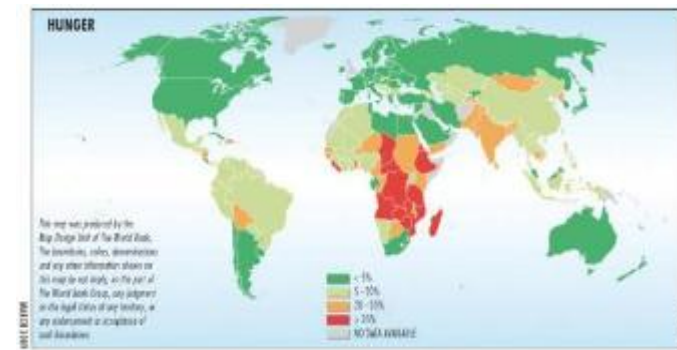 HUNGER
This map was produced by the
Map Design Unit of The World Bank.
The boundaries, colors, denominations
and any other information shown on
this map do not imply, on the part of
The World Bank Group, any judgment
on the legal status of any territory, or
any endorsement or acceptance of
such boundaries.
< 5%
5 - 20%
20 - 35%
> 35%
NO DATA AVAILABLE